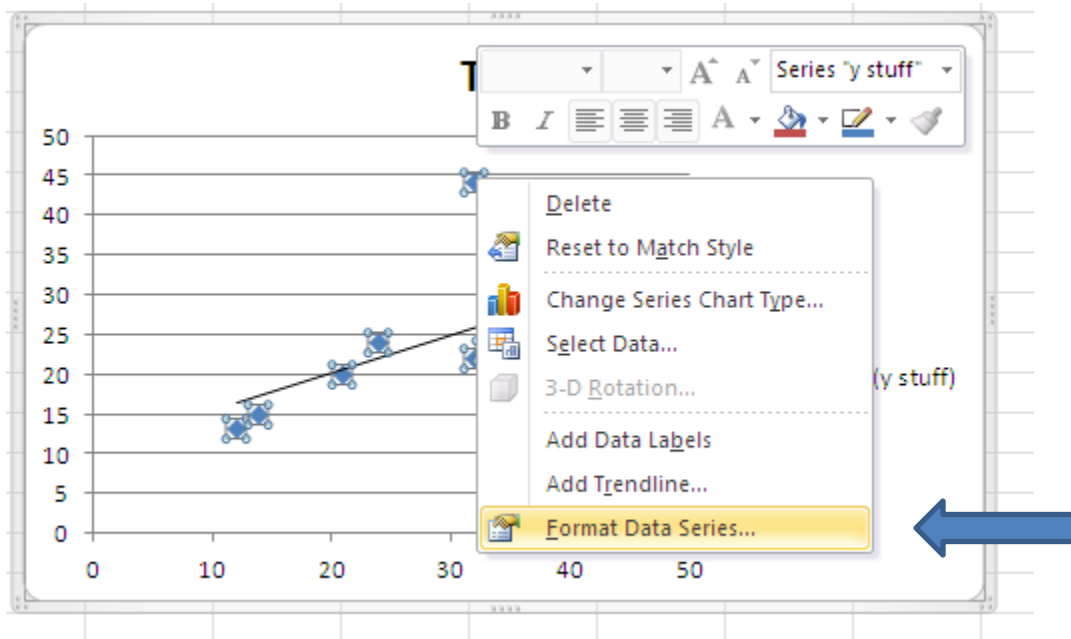 T
Series "y stuff"
A A
B I A
50
45
40
35
30
25
20
15
10
5
0
0 10 20 30 40 50
Delete
Reset to Match Style
Change Series Chart Type...
Select Data...
3-D Rotation...
Add Data Labels
Add Trendline...
Format Data Series...
(y stuff)